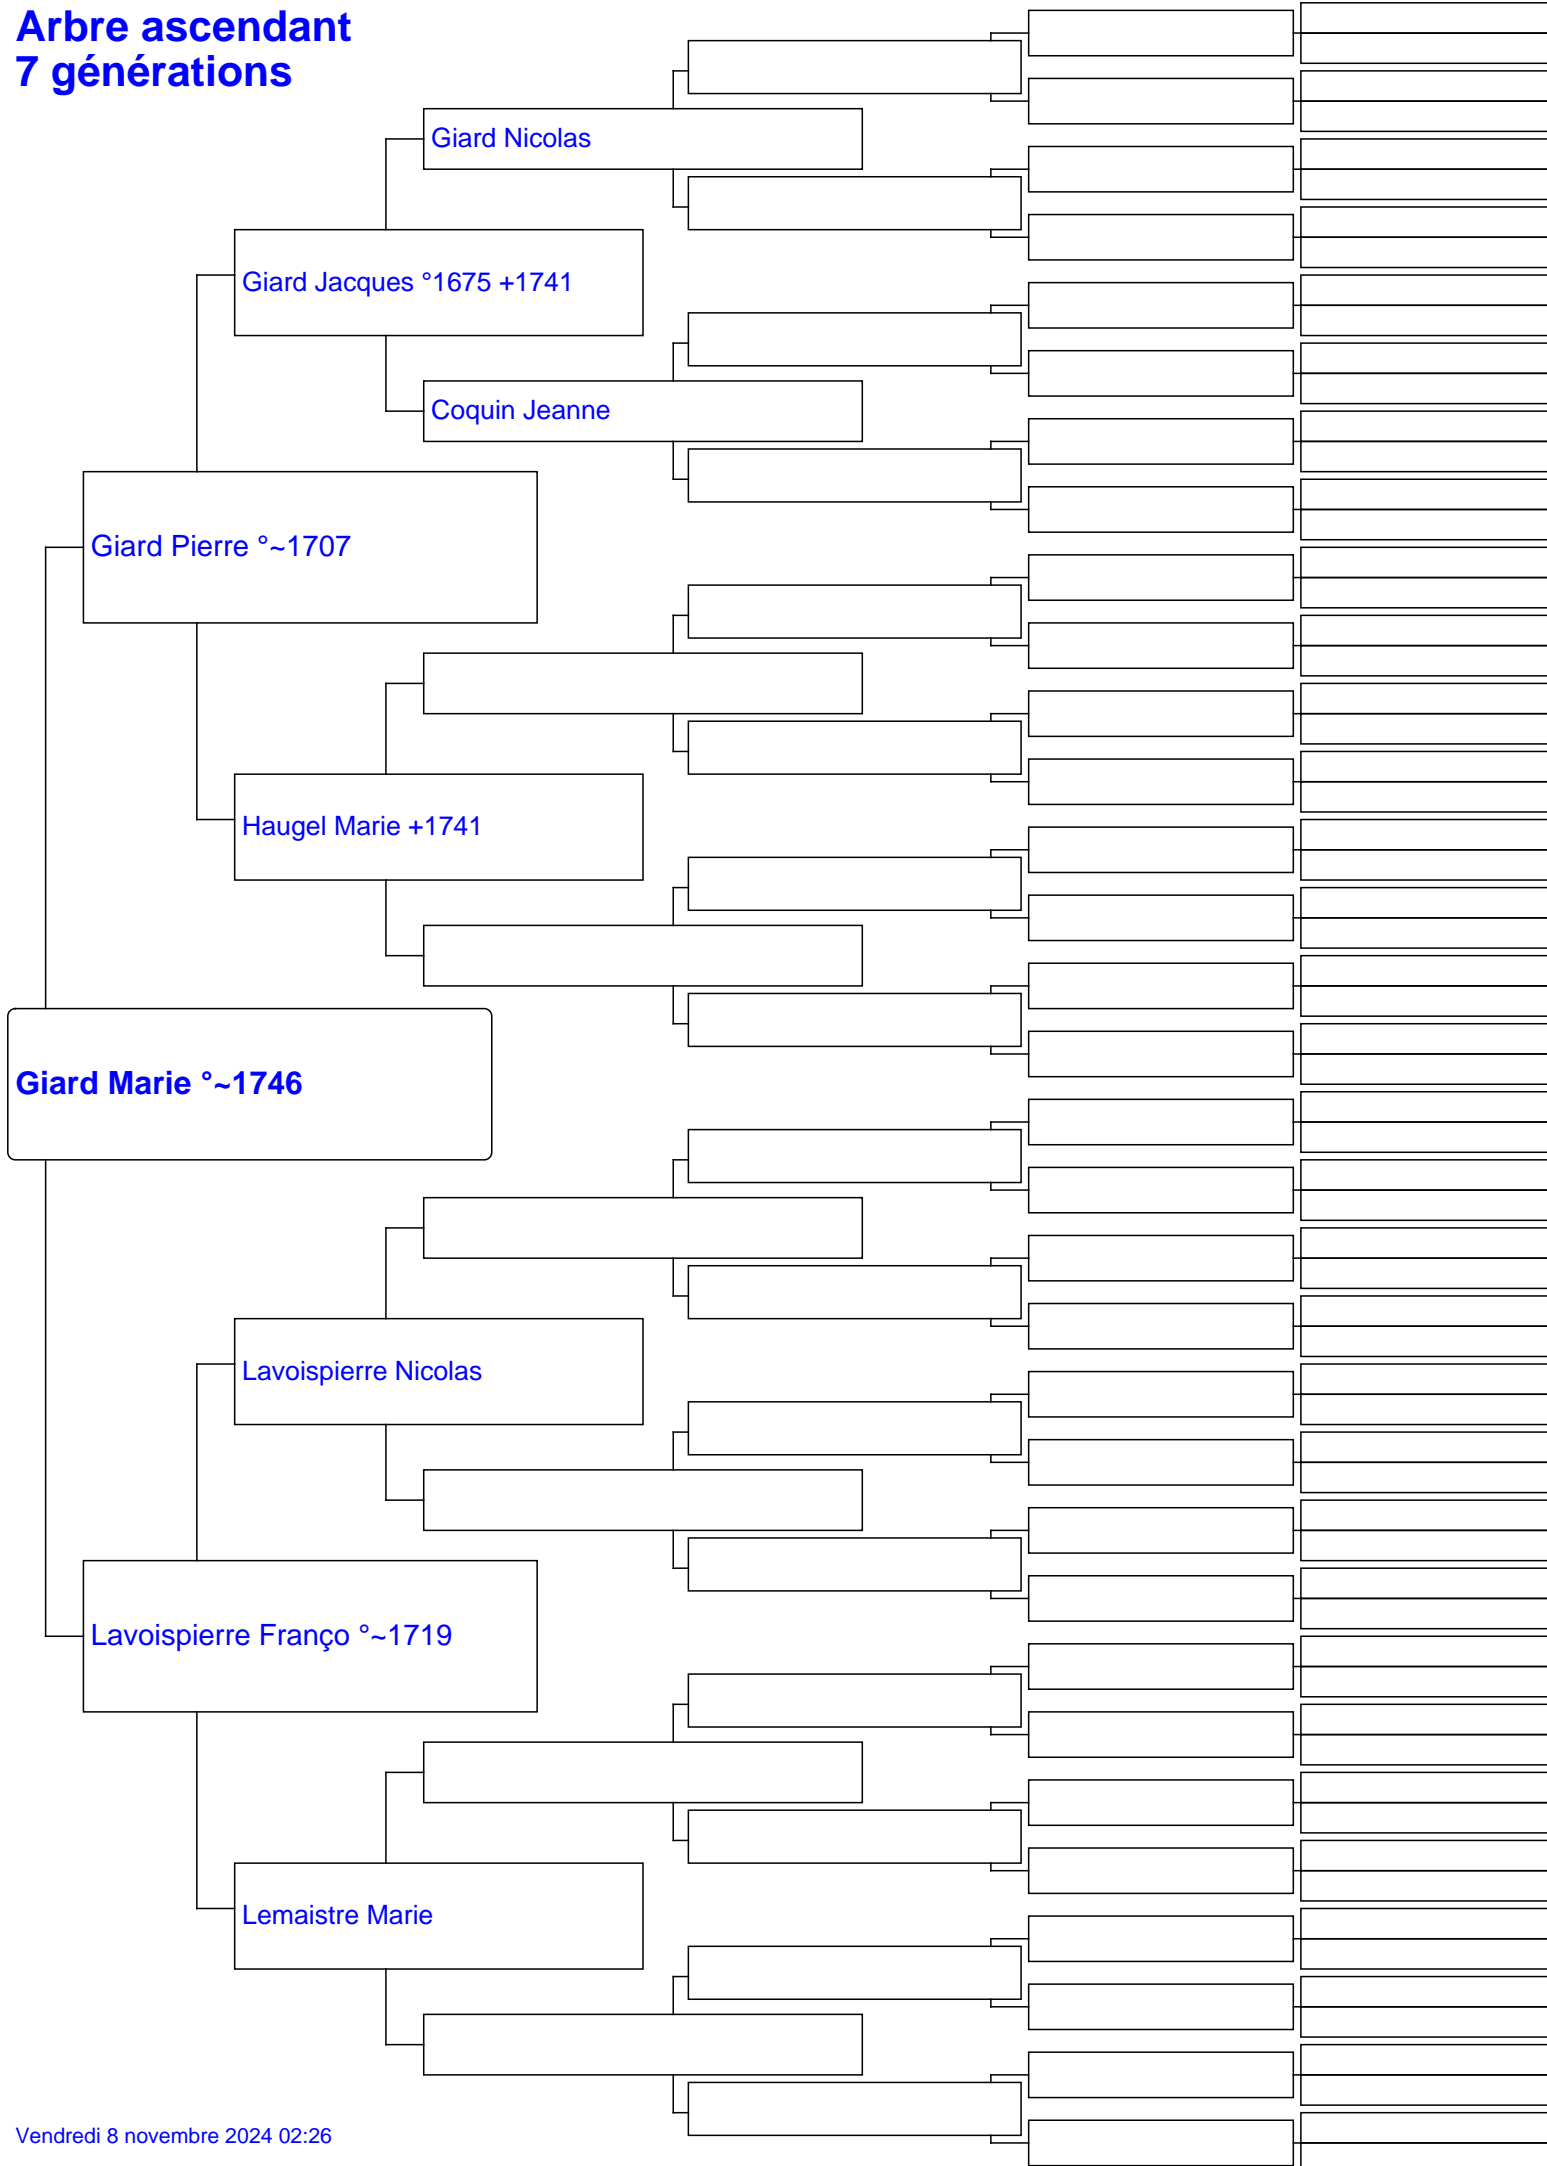 Arbre ascendant
7 générations
Giard Nicolas
Giard Jacques °1675 +1741
Coquin Jeanne
Giard Pierre °~1707
Haugel Marie +1741
Giard Marie °~1746
Lavoispierre Nicolas
Lavoispierre Franço °~1719
Lemaistre Marie
Vendredi 8 novembre 2024 02:26